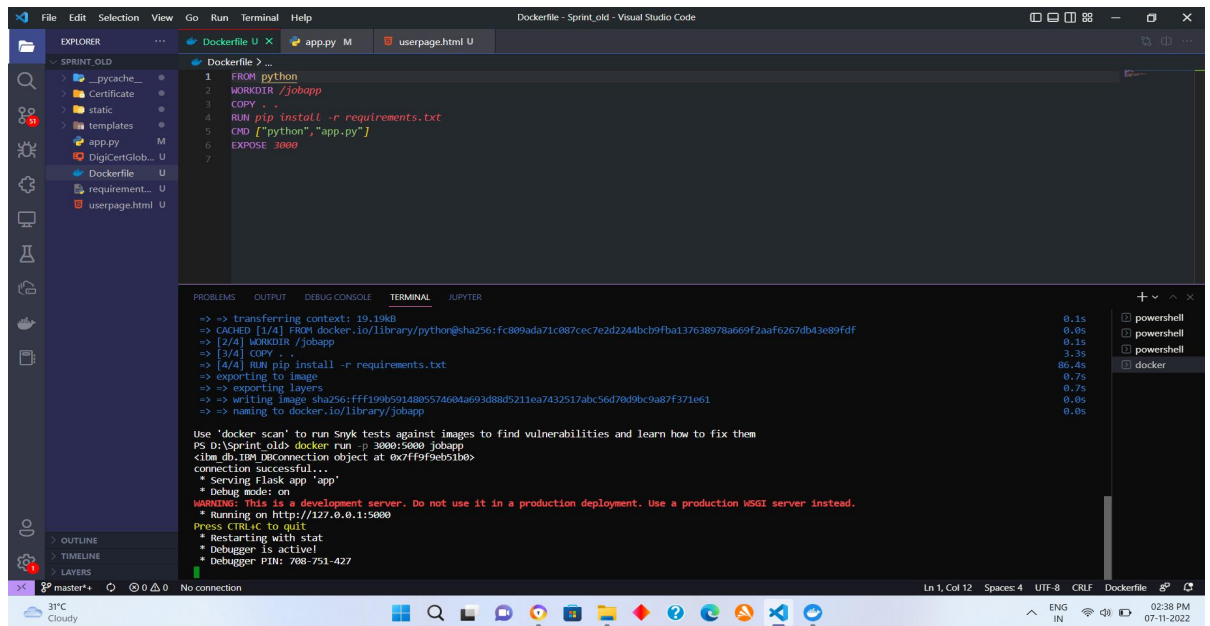 File Edit Selection View Go Run Terminal Help
Dockerfile - Sprint_old - Visual Studio Code
EXPLORER ...
Dockerfile U
app.py M
userpage.html U
SPRINT_OLD
__pycache__
Certificate
static
templates
app.py M
DigiCertGlob... U
Dockerfile U
requirement... U
userpage.html U
51
Dockerfile > ...
1 FROM python
2 WORKDIR /jobapp
3 COPY . .
4 RUN pip install -r requirements.txt
5 CMD ["python","app.py"]
6 EXPOSE 3000
7
PROBLEMS OUTPUT DEBUG CONSOLE TERMINAL JUPYTER
=> => transferring context: 19.19kB 0.1s
=> CACHED [1/4] FROM docker.io/library/python@sha256:fc809ada71c087cec7e2d2244bcb9fba137638978a669f2aaf6267db43e89fdf 0.0s
=> [2/4] WORKDIR /jobapp 0.1s
=> [3/4] COPY . . 3.3s
=> [4/4] RUN pip install -r requirements.txt 86.4s
=> exporting to image 0.7s
=> => exporting layers 0.7s
=> => writing image sha256:fff199b5914805574604a693d88d5211ea7432517abc56d70d9bc9a87f371e61 0.0s
=> => naming to docker.io/library/jobapp 0.0s
Use 'docker scan' to run Snyk tests against images to find vulnerabilities and learn how to fix them
PS D:\Sprint_old> docker run -p 3000:5000 jobapp
<ibm_db.IBM_DBConnection object at 0x7ff9f9eb51b0>
connection successful...
* Serving Flask app 'app'
* Debug mode: on
WARNING: This is a development server. Do not use it in a production deployment. Use a production WSGI server instead.
* Running on http://127.0.0.1:5000
Press CTRL+C to quit
* Restarting with stat
* Debugger is active!
* Debugger PIN: 708-751-427
powershell
powershell
powershell
docker
OUTLINE
TIMELINE
LAYERS
1
master*+ 0 0 No connection
Ln 1, Col 12 Spaces: 4 UTF-8 CRLF Dockerfile
31°C
Cloudy
ENG
IN
02:38 PM
07-11-2022